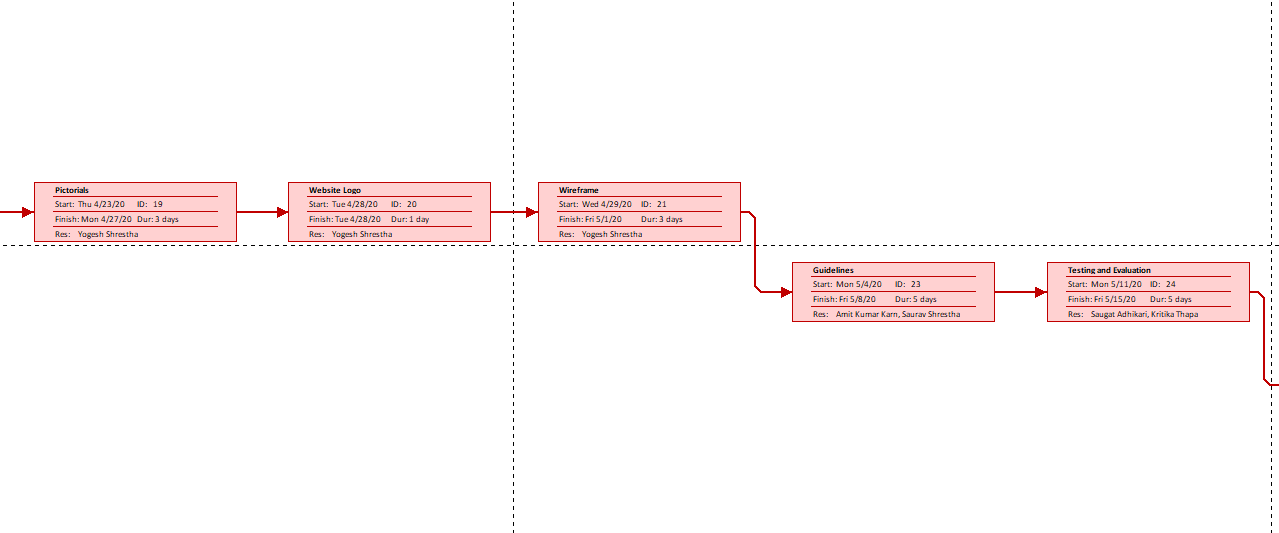 Pictorials
Start: Thu 4/23/20 ID: 19
Finish: Mon 4/27/20 Dur: 3 days
Res: Yogesh Shrestha
Website Logo
Start: Tue 4/28/20 ID: 20
Finish: Tue 4/28/20 Dur: 1 day
Res: Yogesh Shrestha
Wireframe
Start: Wed 4/29/20 ID: 21
Finish: Fri 5/1/20 Dur: 3 days
Res: Yogesh Shrestha
Guidelines
Start: Mon 5/4/20 ID: 23
Finish: Fri 5/8/20 Dur: 5 days
Res: Amit Kumar Karn, Saurav Shrestha
Testing and Evaluation
Start: Mon 5/11/20 ID: 24
Finish: Fri 5/15/20 Dur: 5 days
Res: Saugat Adhikari, Kritika Thapa